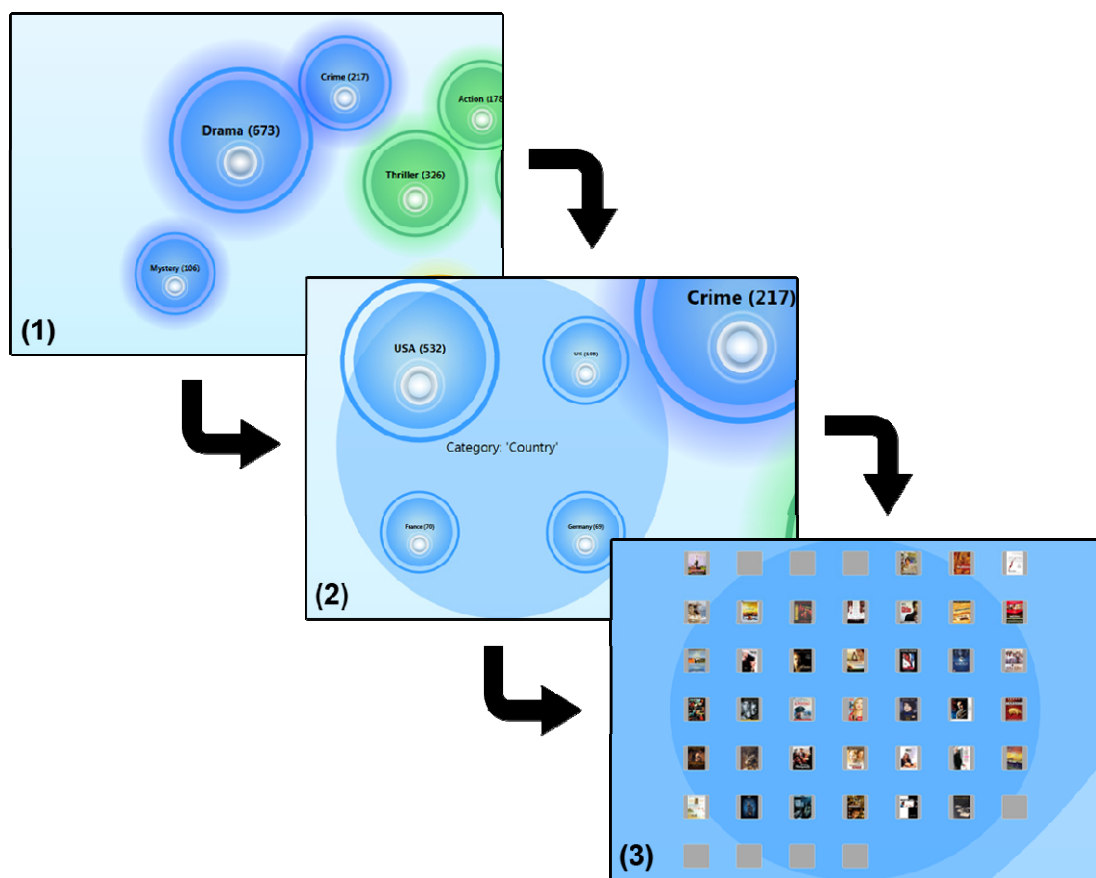 Crime (217)
Action (178
Drama (673)
Thriller (326)
Mystery (106)
(1)
Crime (217)
USA (532)
Category: 'Country'
France (70)
Germany (69)
(2)
(3)